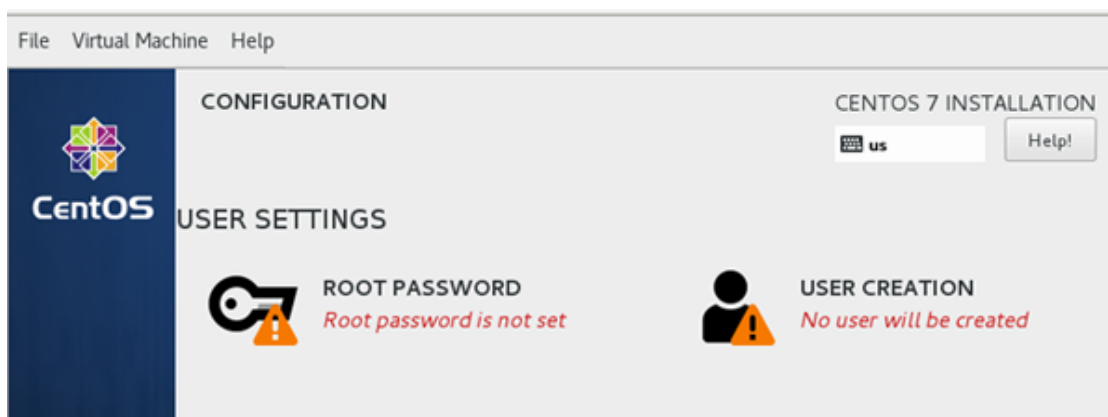 File Virtual Machine Help
CONFIGURATION
CENTOS 7 INSTALLATION
us
Help!
CentOS
USER SETTINGS
ROOT PASSWORD
Root password is not set
USER CREATION
No user will be created